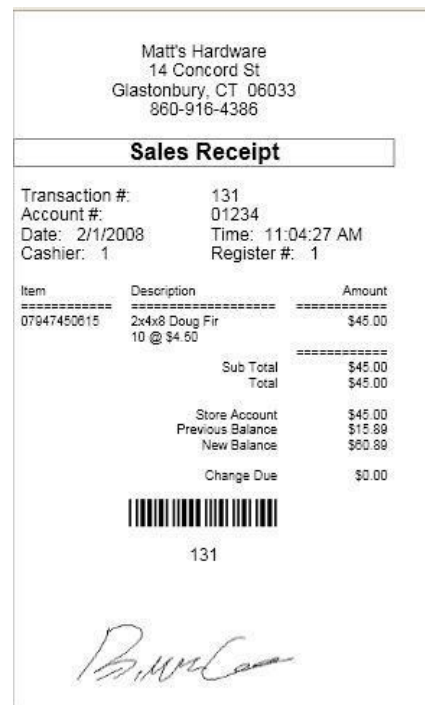 Matt's Hardware
14 Concord St
Glastonbury, CT 06033
860-916-4386
Sales Receipt
Transaction #: 131
Account #: 01234
Date: 2/1/2008 Time: 11:04:27 AM
Cashier: 1 Register #: 1
Item Description Amount
============ =================== ============
07947450615 2x4x8 Doug Fir $45.00
10 @ $4.50
============
Sub Total $45.00
Total $45.00
Store Account $45.00
Previous Balance $15.89
New Balance $60.89
Change Due $0.00
131